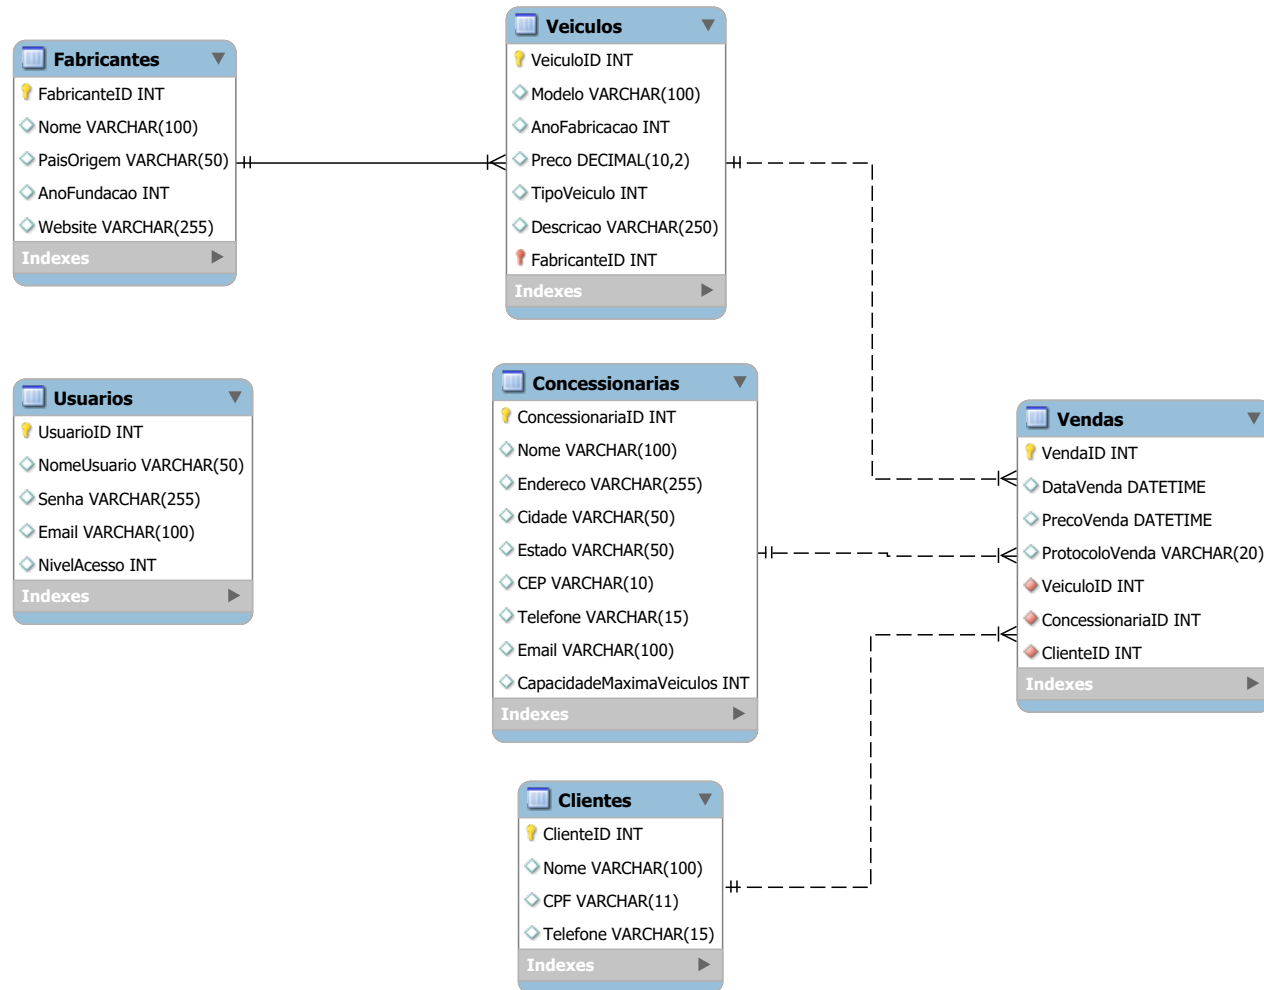 Fabricantes
FabricanteID INT
Nome VARCHAR(100)
PaisOrigem VARCHAR(50)
AnoFundacao INT
Website VARCHAR(255)
Indexes
Veiculos
VeiculoID INT
Modelo VARCHAR(100)
AnoFabricacao INT
Preco DECIMAL(10,2)
TipoVeiculo INT
Descricao VARCHAR(250)
FabricanteID INT
Indexes
Usuarios
UsuarioID INT
NomeUsuario VARCHAR(50)
Senha VARCHAR(255)
Email VARCHAR(100)
NivelAcesso INT
Indexes
Concessionarias
ConcessionariaID INT
Nome VARCHAR(100)
Endereco VARCHAR(255)
Cidade VARCHAR(50)
Estado VARCHAR(50)
CEP VARCHAR(10)
Telefone VARCHAR(15)
Email VARCHAR(100)
CapacidadeMaximaVeiculos INT
Indexes
Vendas
VendaID INT
DataVenda DATETIME
PrecoVenda DATETIME
ProtocoloVenda VARCHAR(20)
VeiculoID INT
ConcessionariaID INT
ClienteID INT
Indexes
Clientes
ClienteID INT
Nome VARCHAR(100)
CPF VARCHAR(11)
Telefone VARCHAR(15)
Indexes